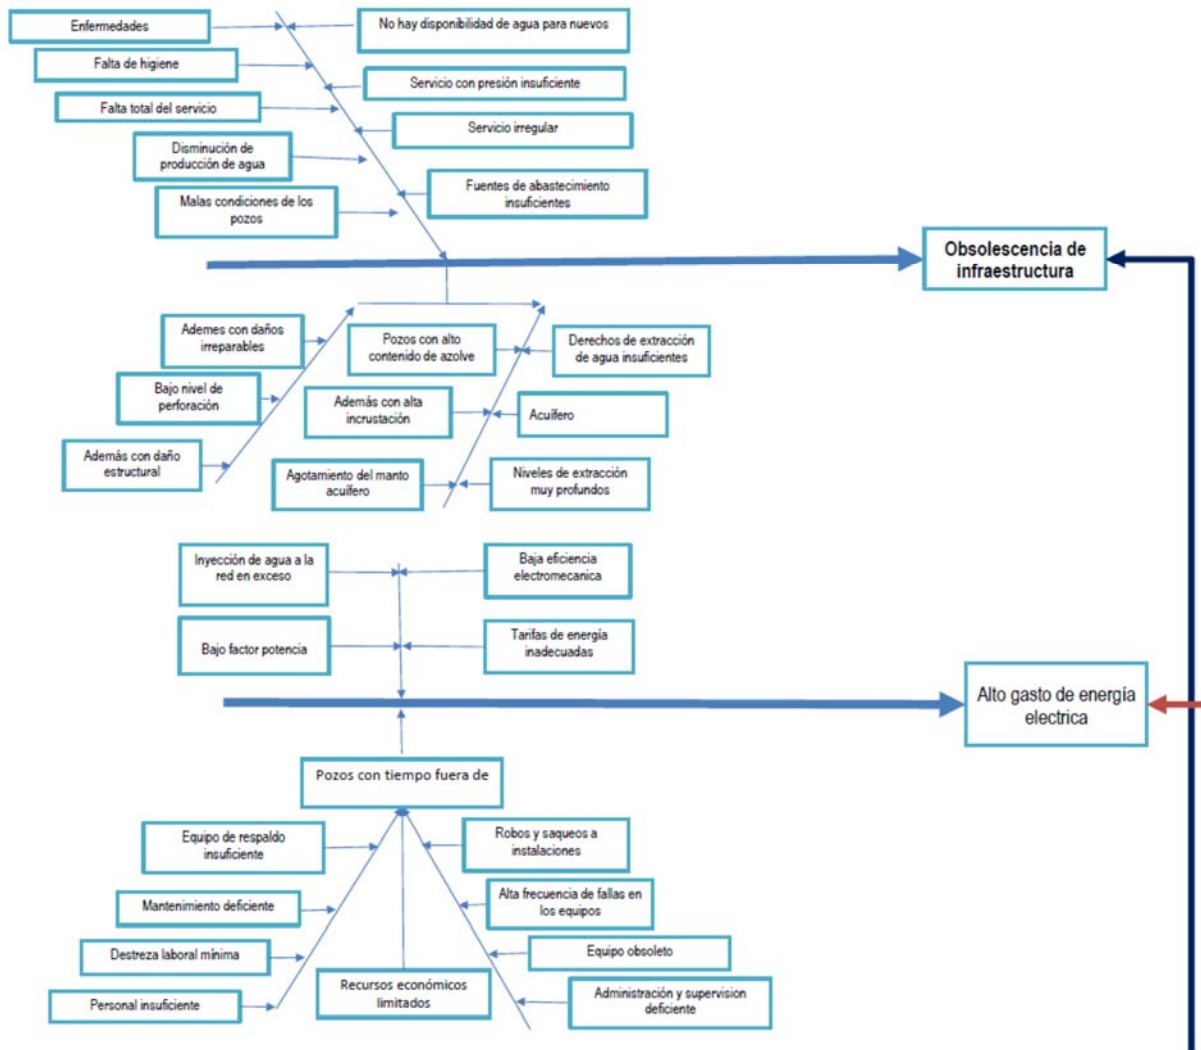 Enfermedades
No hay disponibilidad de agua para nuevos
Falta de higiene
Servicio con presión insuficiente
Falta total del servicio
Servicio irregular
Disminución de
producción de agua
Fuentes de abastecimiento
insuficientes
Malas condiciones de los
pozos
Obsolescencia de
infraestructura
Ademes con daños
irreparables
Pozos con alto
contenido de azolve
Derechos de extracción
de agua insuficientes
Bajo nivel de
perforación
Además con alta
incrustación
Acuífero
Además con daño
estructural
Agotamiento del manto
acuífero
Niveles de extracción
muy profundos
Inyección de agua a la
red en exceso
Baja eficiencia
electromecanica
Bajo factor potencia
Tarifas de energía
inadecuadas
Alto gasto de energía
electrica
Pozos con tiempo fuera de
Equipo de respaldo
insuficiente
Robos y saqueos a
instalaciones
Mantenimiento deficiente
Alta frecuencia de fallas en
los equipos
Destreza laboral mínima
Equipo obsoleto
Personal insuficiente
Recursos económicos
limitados
Administración y supervision
deficiente